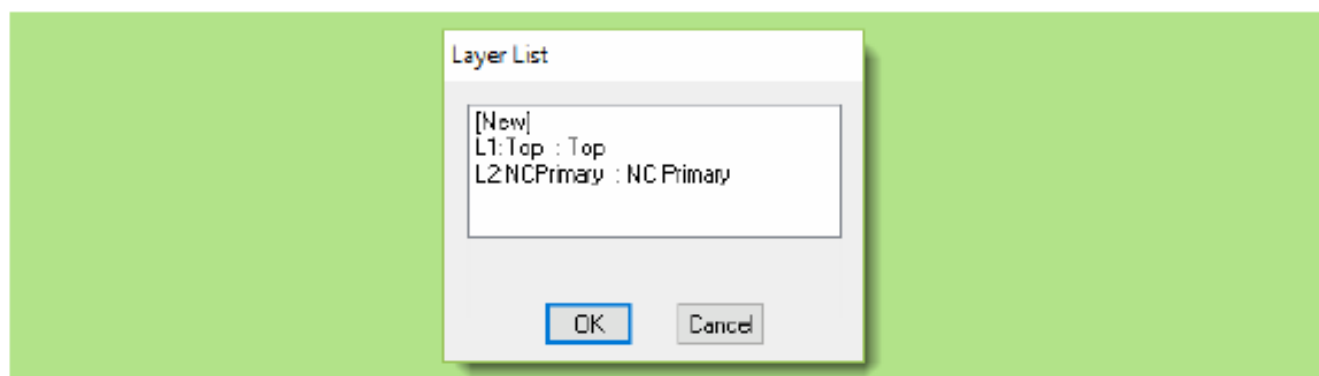 Layer List
[New]
L1:Top : Top
L2:NCPrimary : NC Primary
OK
Cancel